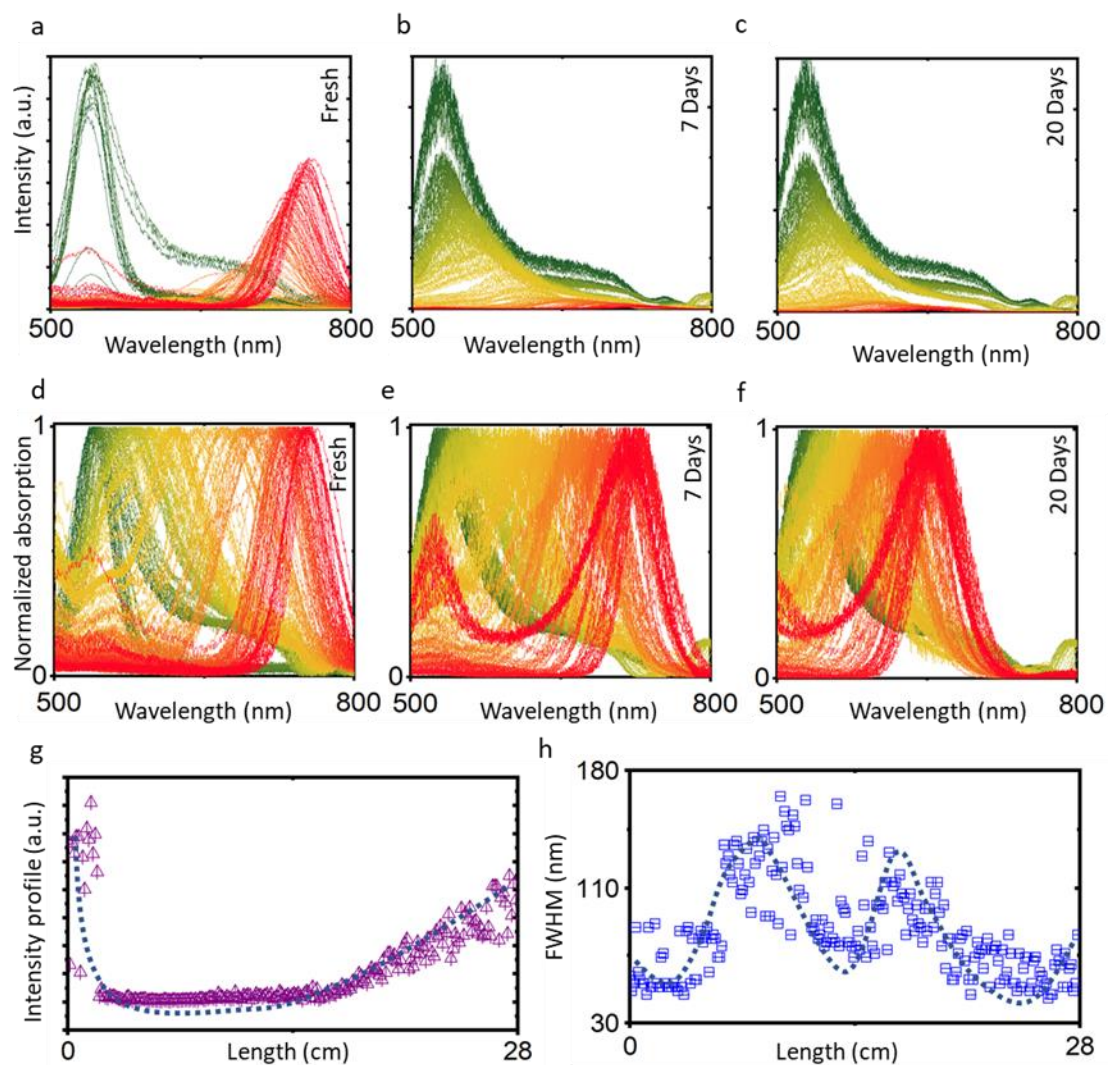 a
b
c
Intensity (a.u.)
Fresh
7 Days
20 Days
500
800
500
800
500
800
Wavelength (nm)
Wavelength (nm)
Wavelength (nm)
d
e
f
Normalized absorption
1
0
Fresh
1
0
7 Days
1
0
20 Days
500
800
500
800
500
800
Wavelength (nm)
Wavelength (nm)
Wavelength (nm)
g
h
Intensity profile (a.u.)
0
28
Length (cm)
FWHM (nm)
180
110
30
0
28
Length (cm)